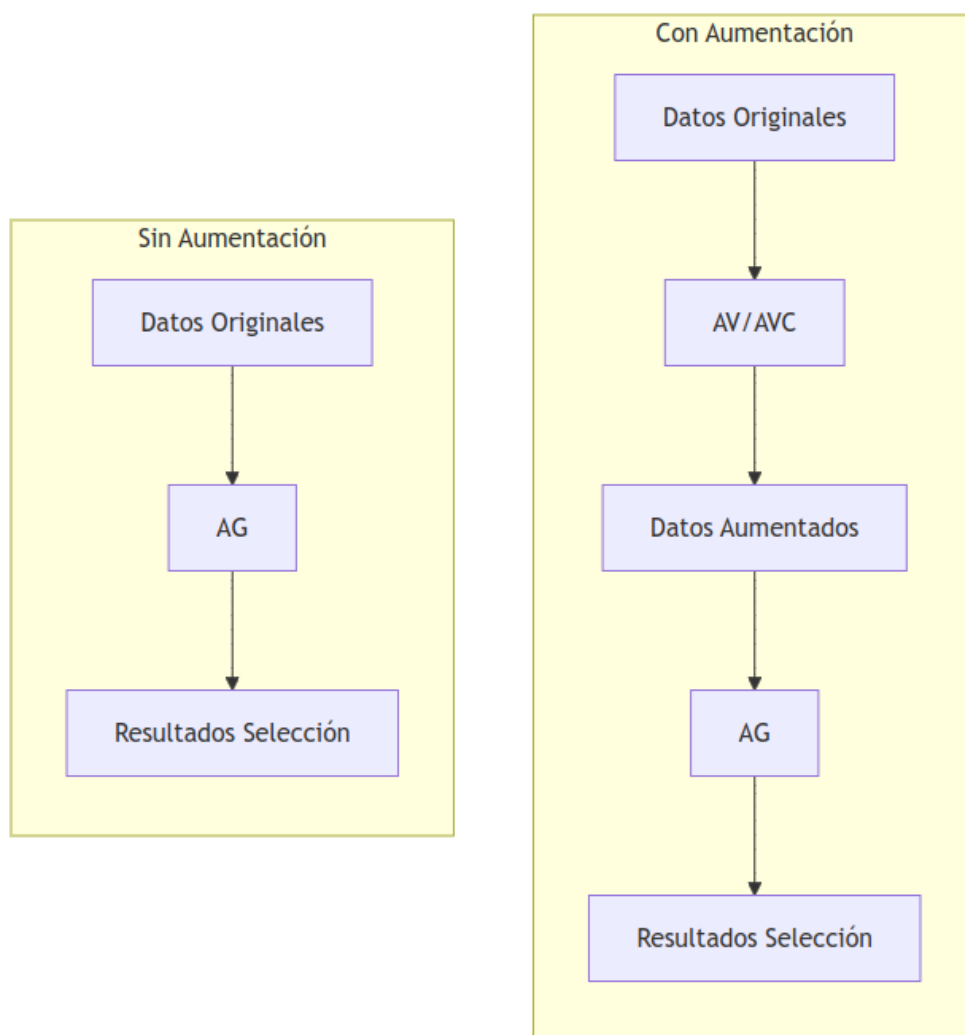 Sin Aumentación
Datos Originales
AG
Resultados Selección
Con Aumentación
Datos Originales
AV/AVC
Datos Aumentados
AG
Resultados Selección